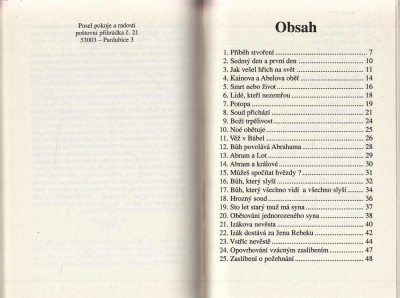 Posel pokoje a radosti
poštovní přihrádka č. 21
53003 – Pardubice 3
Obsah
1. Příběh stvoření 7
2. Sedmý den a první den 10
3. Jak vešel hřích na svět 11
4. Kainova a Abelova oběť 14
5. Smrt nebo život 16
6. Lidé, kteří nezemřou 18
7. Potopa 19
8. Soud přichází 21
9. Boží trpělivost 24
10. Noé obětuje 25
11. Věž v Bábel 26
12. Bůh povolává Abrahama 28
13. Abram a Lot 29
14. Abram a králové 30
15. Můžeš spočítat hvězdy ? 31
16. Bůh, který slyší 32
17. Bůh, který všechno vidí a všechno slyší 34
18. Hrozný soud 36
19. Sto let starý muž má syna 37
20. Obětování jednorozeného syna 38
21. Izákova nevěsta 40
22. Izák dostává za ženu Rebeku 42
23. Vstříc nevěstě 44
24. Opovrhování vzácným zaslíbením 47
25. Zaslíbení o požehnání 48